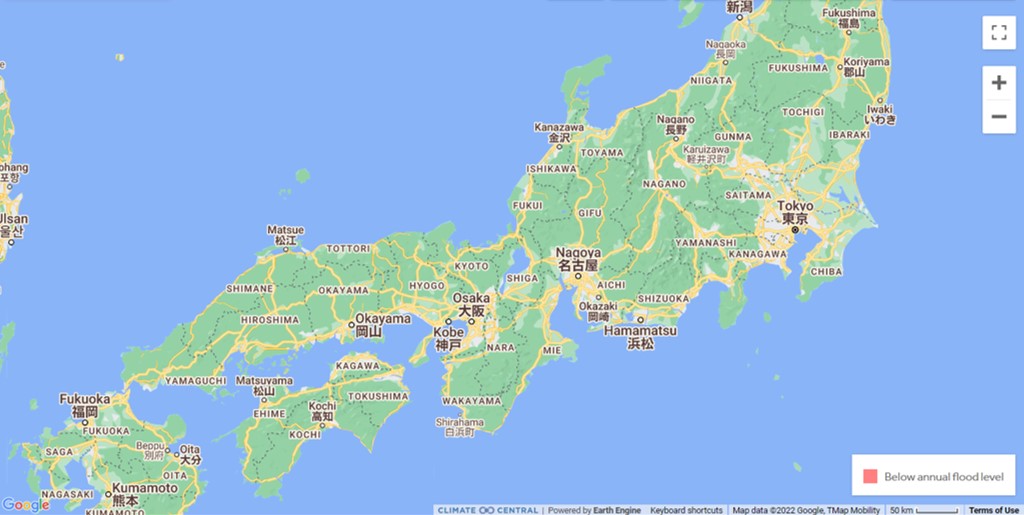 新潟
Fukushima
福島
Nagaoka
長岡
Koriyama
郡山
FUKUSHIMA
NIIGATA
Iwaki
いわき
TOCHIGI
Kanazawa
金沢
Nagano
長野
GUNMA
IBARAKI
TOYAMA
Karuizawa
軽井沢町
ISHIKAWA
phang
포항
NAGANO
SAITAMA
FUKUI
GIFU
Tokyo
東京
Ulsan
울산
Matsue
松江
TOTTORI
YAMANASHI
KANAGAWA
Nagoya
名古屋
KYOTO
SHIGA
CHIBA
SHIMANE
OKAYAMA
HYOGO
AICHI
SHIZUOKA
Osaka
大阪
Okazaki
岡崎
HIROSHIMA
Okayama
岡山
Kobe
神戸
Hamamatsu
浜松
NARA
MIE
KAGAWA
YAMAGUCHI
Matsuyama
松山
TOKUSHIMA
Fukuoka
福岡
WAKAYAMA
EHIME
Kochi
高知
Shirahama
白浜町
FUKUOKA
KOCHI
Beppu
別府
Oita
大分
SAGA
OITA
NAGASAKI
Kumamoto
熊本
KUMAMOTO
Below annual flood level
Google
CLIMATE CENTRAL | Powered by Earth Engine Keyboard shortcuts Map data ©2022 Google, TMap Mobility 50 km Terms of Use